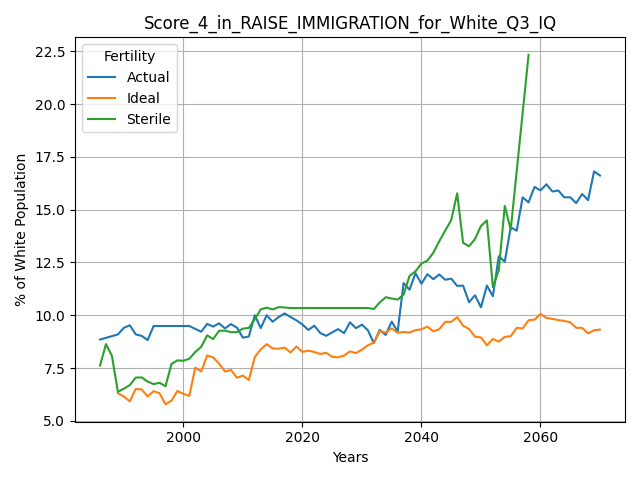 Score_4_in_RAISE_IMMIGRATION_for_White_Q3_IQ
% of White Population
22.5
20.0
17.5
15.0
12.5
10.0
7.5
5.0
Fertility
Actual
Ideal
Sterile
2000
2020
2040
2060
Years